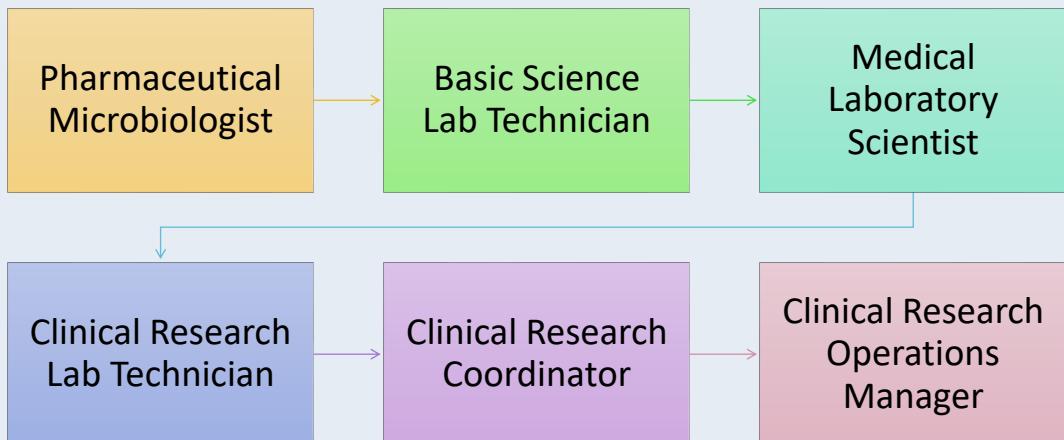 Pharmaceutical
Microbiologist
Basic Science
Lab Technician
Medical
Laboratory
Scientist
Clinical Research
Lab Technician
Clinical Research
Coordinator
Clinical Research
Operations
Manager